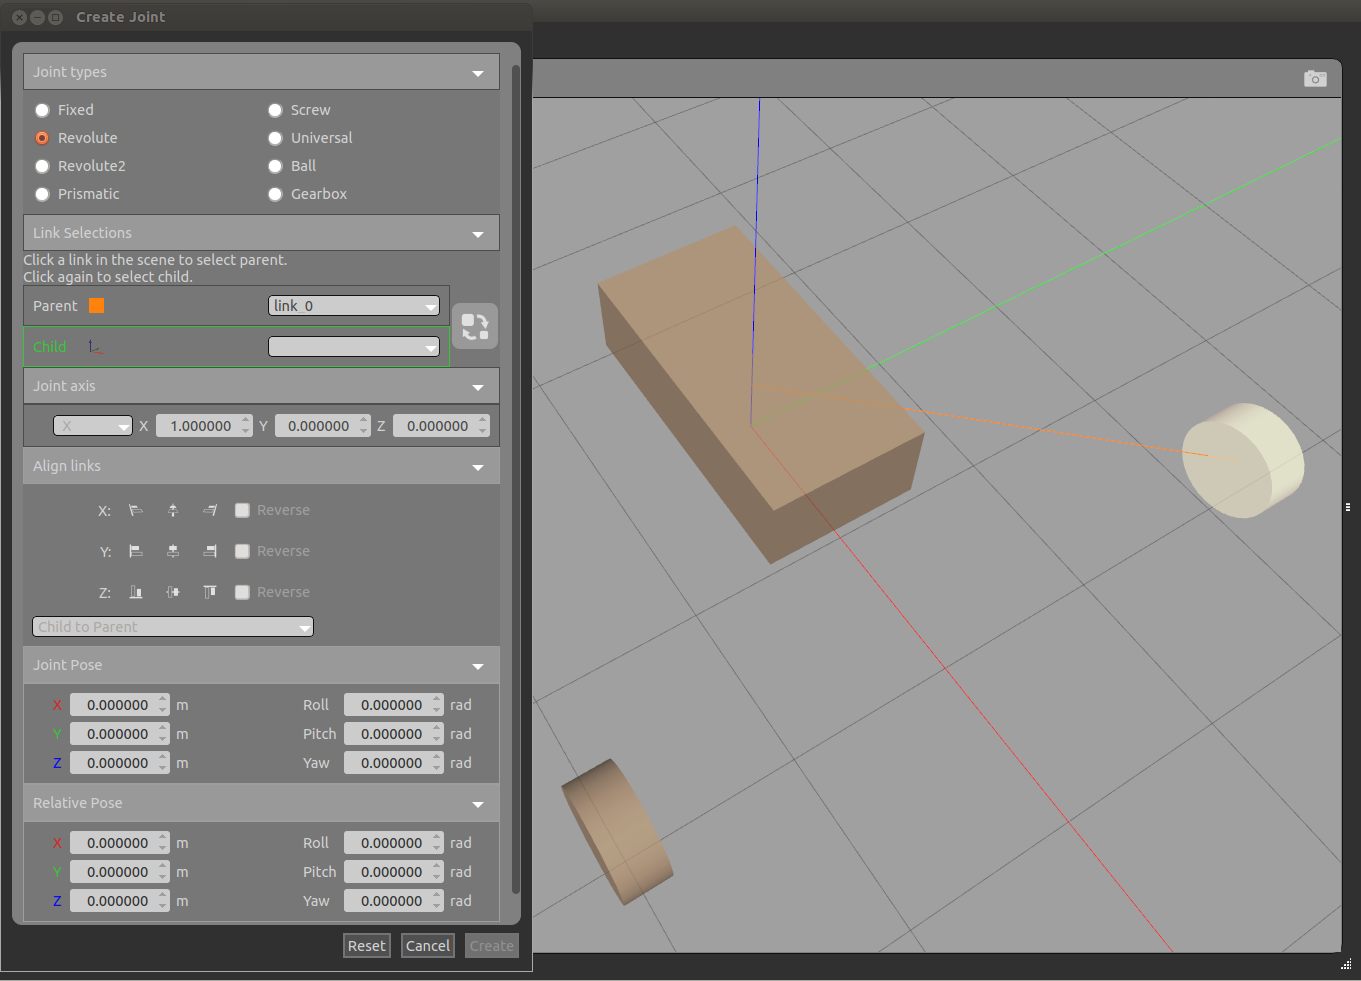 Create Joint
Joint types
Fixed Screw
Revolute Universal
Revolute2 Ball
Prismatic Gearbox
Link Selections
Click a link in the scene to select parent.
Click again to select child.
Parent link_0
Child
Joint axis
X X 1.000000 Y 0.000000 Z 0.000000
Align links
X: Reverse
Y: Reverse
Z: Reverse
Child to Parent
Joint Pose
X 0.000000 m Roll 0.000000 rad
Y 0.000000 m Pitch 0.000000 rad
Z 0.000000 m Yaw 0.000000 rad
Relative Pose
X 0.000000 m Roll 0.000000 rad
Y 0.000000 m Pitch 0.000000 rad
Z 0.000000 m Yaw 0.000000 rad
Reset Cancel Create